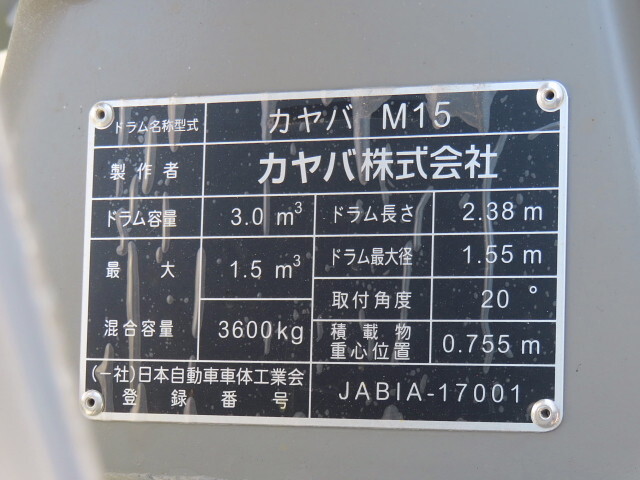 ドラム名称型式 カヤバ M15
製作者 カヤバ株式会社
ドラム容量 3.0 m³ ドラム長さ 2.38 m
最大 1.5 m³ ドラム最大径 1.55 m
取付角度 20°
混合容量 3600kg 積載物
重心位置 0.755 m
(一社)日本自動車車体工業会
登録番号 JABIA-17001